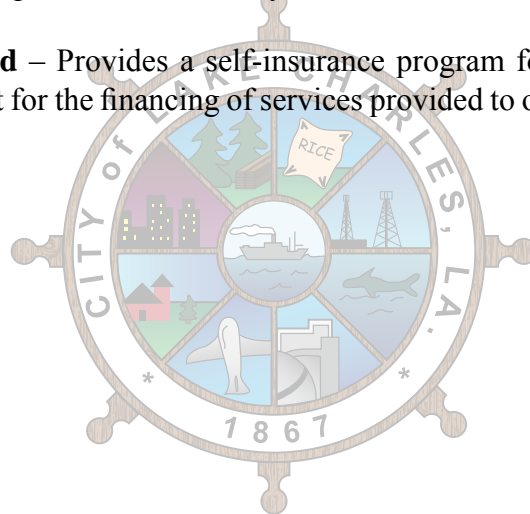 d – Provides a self-insurance program fo
t for the financing of services provided to o
CITY of LAKE CHARLES, LA.
RICE
* 1867 *